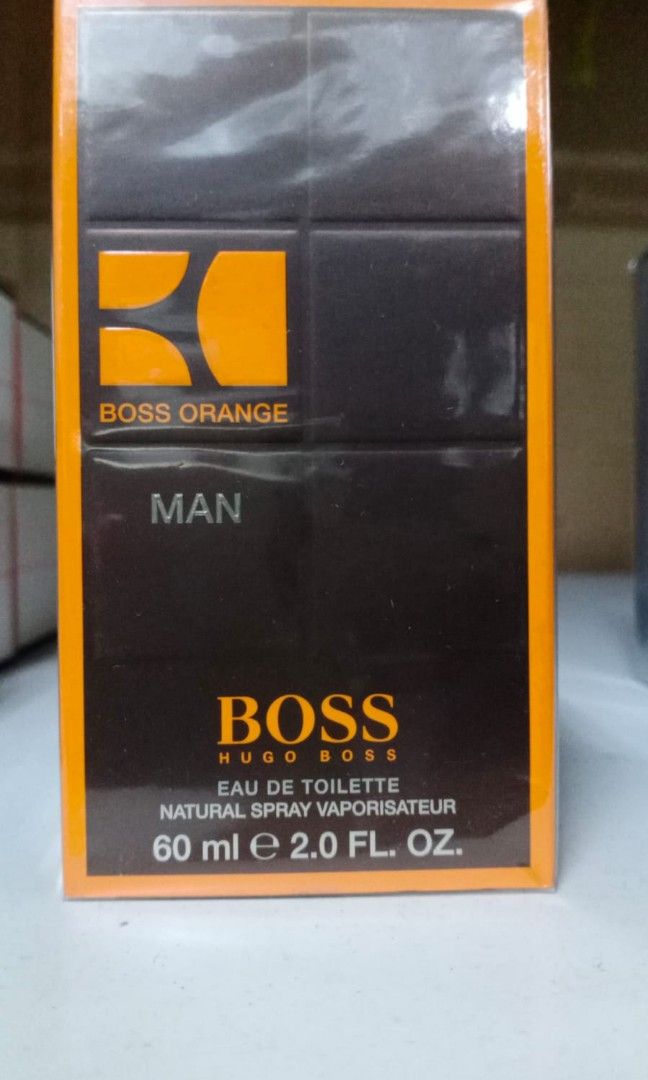 BOSS ORANGE
MAN
BOSS
HUGO BOSS
EAU DE TOILETTE
NATURAL SPRAY VAPORISATEUR
60 ml ℮ 2.0 FL. OZ.